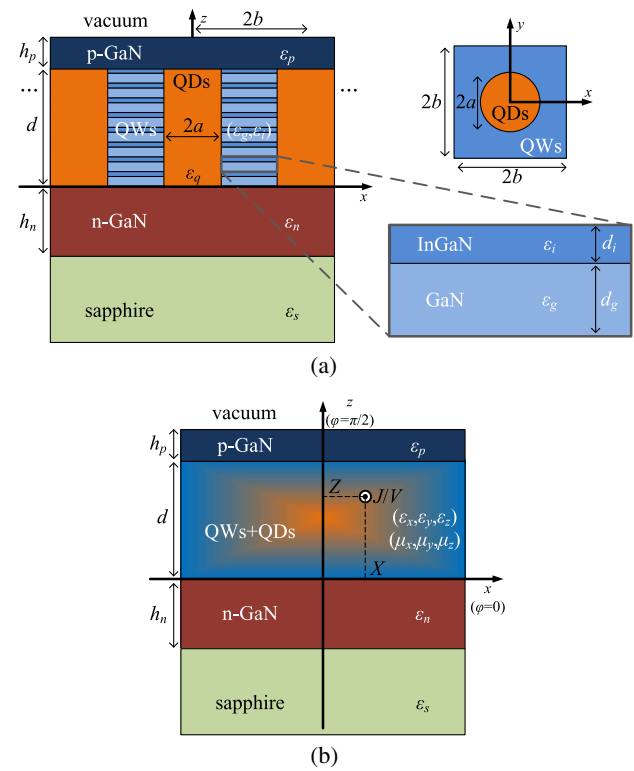 vacuum
z
2b
h_p
p-GaN
ε_p
...
QDs
...
d
QWs
2a
(ε_g,ε_i)
ε_q
x
h_n
n-GaN
ε_n
sapphire
ε_s
y
2b
2a
QDs
x
QWs
2b
InGaN
ε_i
d_i
GaN
ε_g
d_g
(a)
vacuum
z
(φ=π/2)
h_p
p-GaN
ε_p
d
Z
J/V
QWs+QDs
(ε_x,ε_y,ε_z)
(μ_x,μ_y,μ_z)
X
x
(φ=0)
h_n
n-GaN
ε_n
sapphire
ε_s
(b)